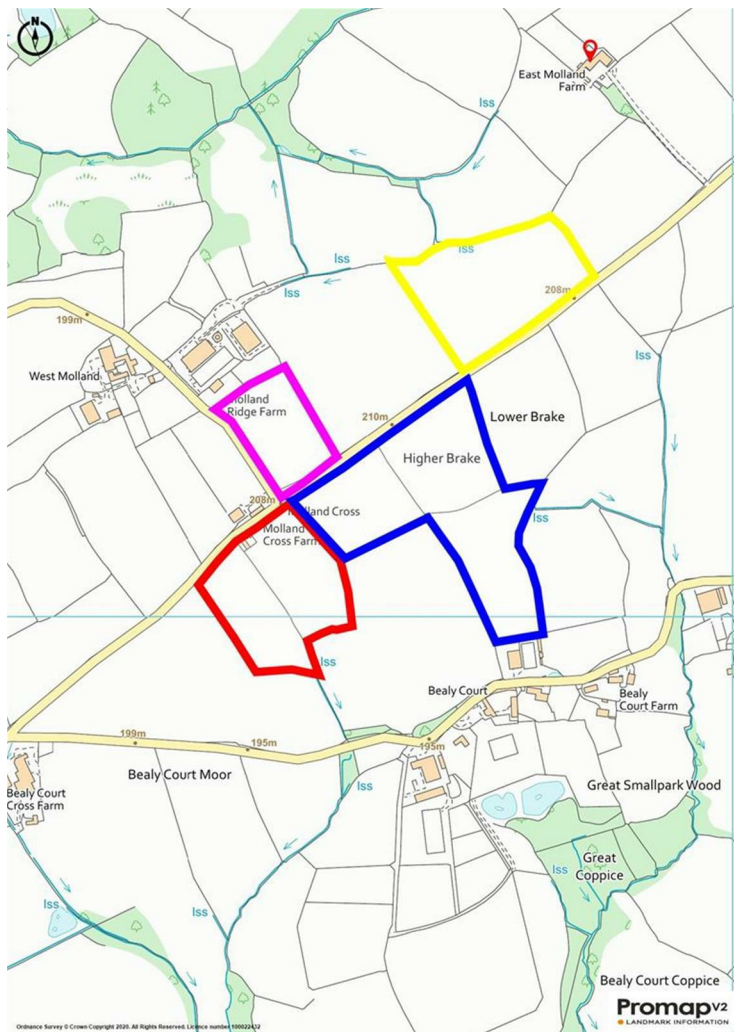 East Molland
Farm
Iss
Iss
Iss
Iss
208m
199m
West Molland
Molland
Ridge Farm
Iss
210m
Lower Brake
Higher Brake
208m
Molland Cross
Molland
Cross Farm
Iss
Iss
Bealy Court
Bealy
Court Farm
199m
195m
195m
Bealy Court Moor
Bealy Court
Cross Farm
Iss
Great Smallpark Wood
Great
Coppice
Iss
Iss
Iss
Bealy Court Coppice
Promap V2
LANDMARK INFORMATION
Ordnance Survey © Crown Copyright 2020. All Rights Reserved. Licence number 100022432